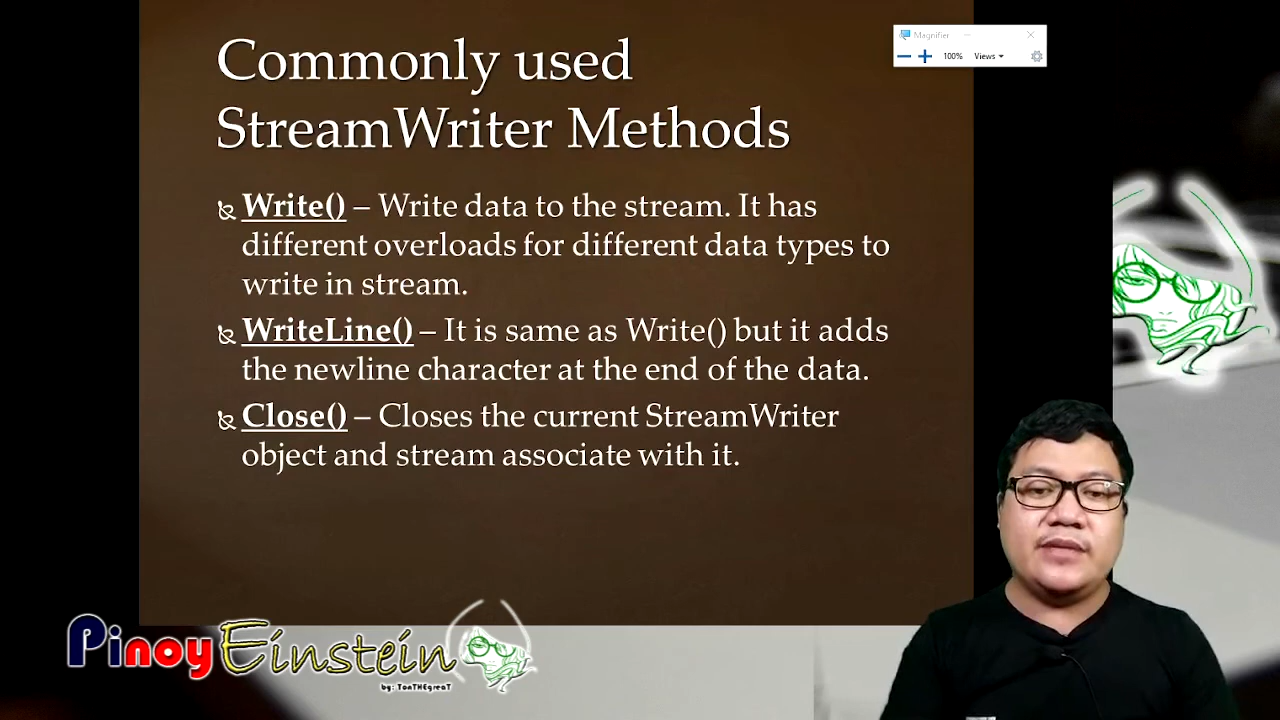 Commonly used
StreamWriter Methods
Write() – Write data to the stream. It has
different overloads for different data types to
write in stream.
WriteLine() – It is same as Write() but it adds
the newline character at the end of the data.
Close() – Closes the current StreamWriter
object and stream associate with it.
Magnifier
100% Views
Pinoy Einstein
by: TonTHEgreaT